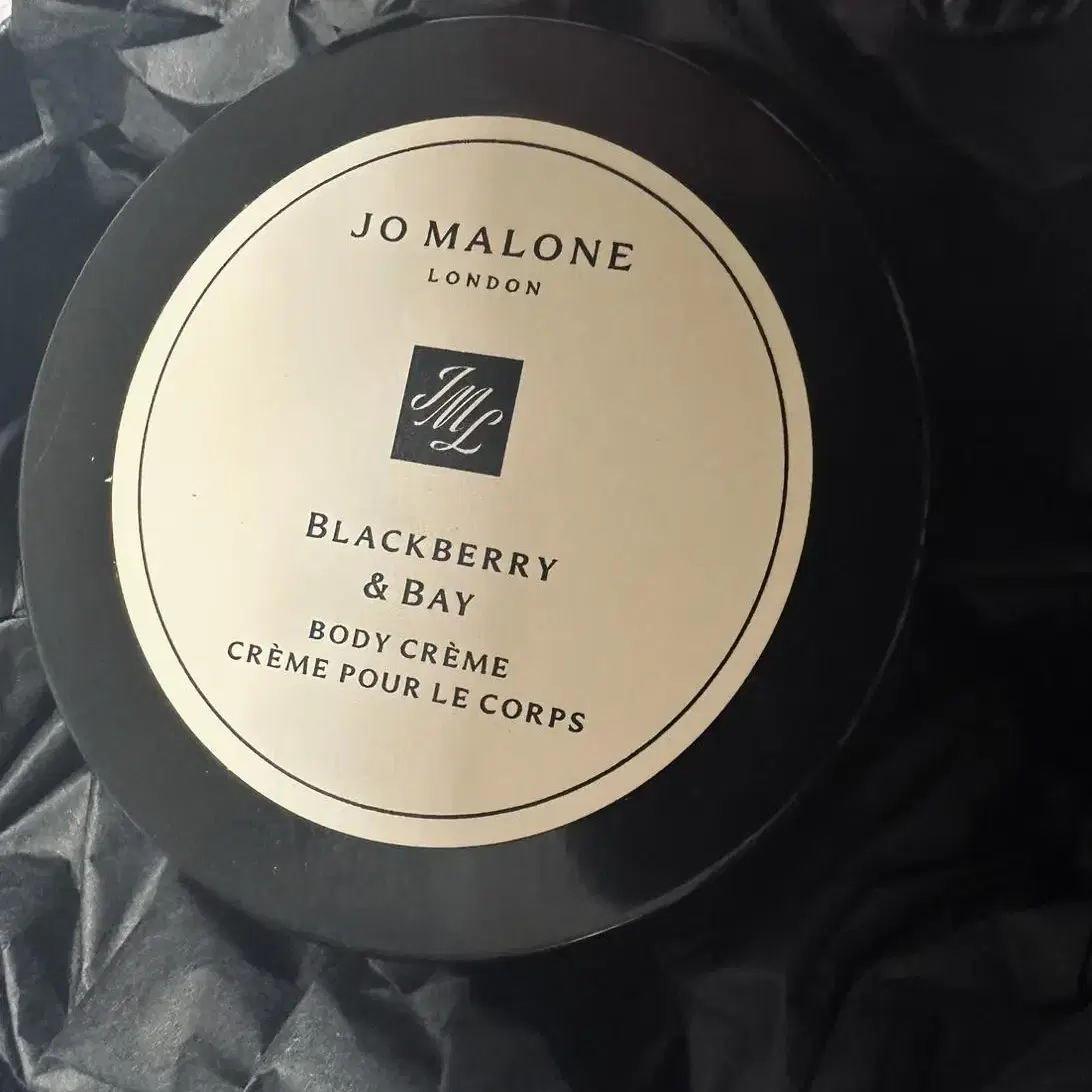 JO MALONE
LONDON
JML
BLACKBERRY
& BAY
BODY CRÈME
CRÈME POUR LE CORPS